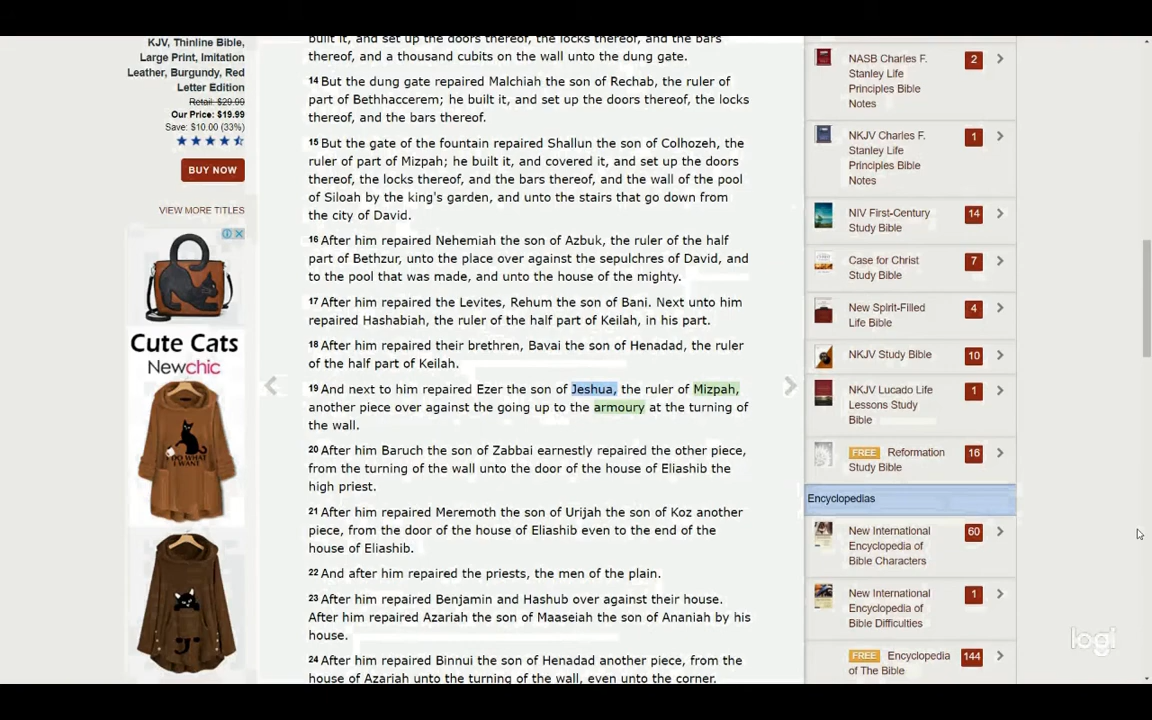 KJV, Thinline Bible,
Large Print, Imitation
Leather, Burgundy, Red
Letter Edition
Retail: $29.99
Our Price: $19.99
Save: $10.00 (33%)
BUY NOW
VIEW MORE TITLES
Cute Cats
Newchic
I DO WHAT
I WANT
built it, and set up the doors thereof, the locks thereof, and the bars
thereof, and a thousand cubits on the wall unto the dung gate.
14 But the dung gate repaired Malchiah the son of Rechab, the ruler of
part of Bethhaccerem; he built it, and set up the doors thereof, the locks
thereof, and the bars thereof.
15 But the gate of the fountain repaired Shallun the son of Colhozeh, the
ruler of part of Mizpah; he built it, and covered it, and set up the doors
thereof, the locks thereof, and the bars thereof, and the wall of the pool
of Siloah by the king's garden, and unto the stairs that go down from
the city of David.
16 After him repaired Nehemiah the son of Azbuk, the ruler of the half
part of Bethzur, unto the place over against the sepulchres of David, and
to the pool that was made, and unto the house of the mighty.
17 After him repaired the Levites, Rehum the son of Bani. Next unto him
repaired Hashabiah, the ruler of the half part of Keilah, in his part.
18 After him repaired their brethren, Bavai the son of Henadad, the ruler
of the half part of Keilah.
19 And next to him repaired Ezer the son of Jeshua, the ruler of Mizpah,
another piece over against the going up to the armoury at the turning of
the wall.
20 After him Baruch the son of Zabbai earnestly repaired the other piece,
from the turning of the wall unto the door of the house of Eliashib the
high priest.
21 After him repaired Meremoth the son of Urijah the son of Koz another
piece, from the door of the house of Eliashib even to the end of the
house of Eliashib.
22 And after him repaired the priests, the men of the plain.
23 After him repaired Benjamin and Hashub over against their house.
After him repaired Azariah the son of Maaseiah the son of Ananiah by his
house.
24 After him repaired Binnui the son of Henadad another piece, from the
house of Azariah unto the turning of the wall, even unto the corner.
NASB Charles F. 2
Stanley Life
Principles Bible
Notes
NKJV Charles F. 1
Stanley Life
Principles Bible
Notes
NIV First-Century 14
Study Bible
Case for Christ 7
Study Bible
New Spirit-Filled 4
Life Bible
NKJV Study Bible 10
NKJV Lucado Life 1
Lessons Study
Bible
FREE Reformation 16
Study Bible
Encyclopedias
New International 60
Encyclopedia of
Bible Characters
New International 1
Encyclopedia of
Bible Difficulties
FREE Encyclopedia 144
of The Bible
logi